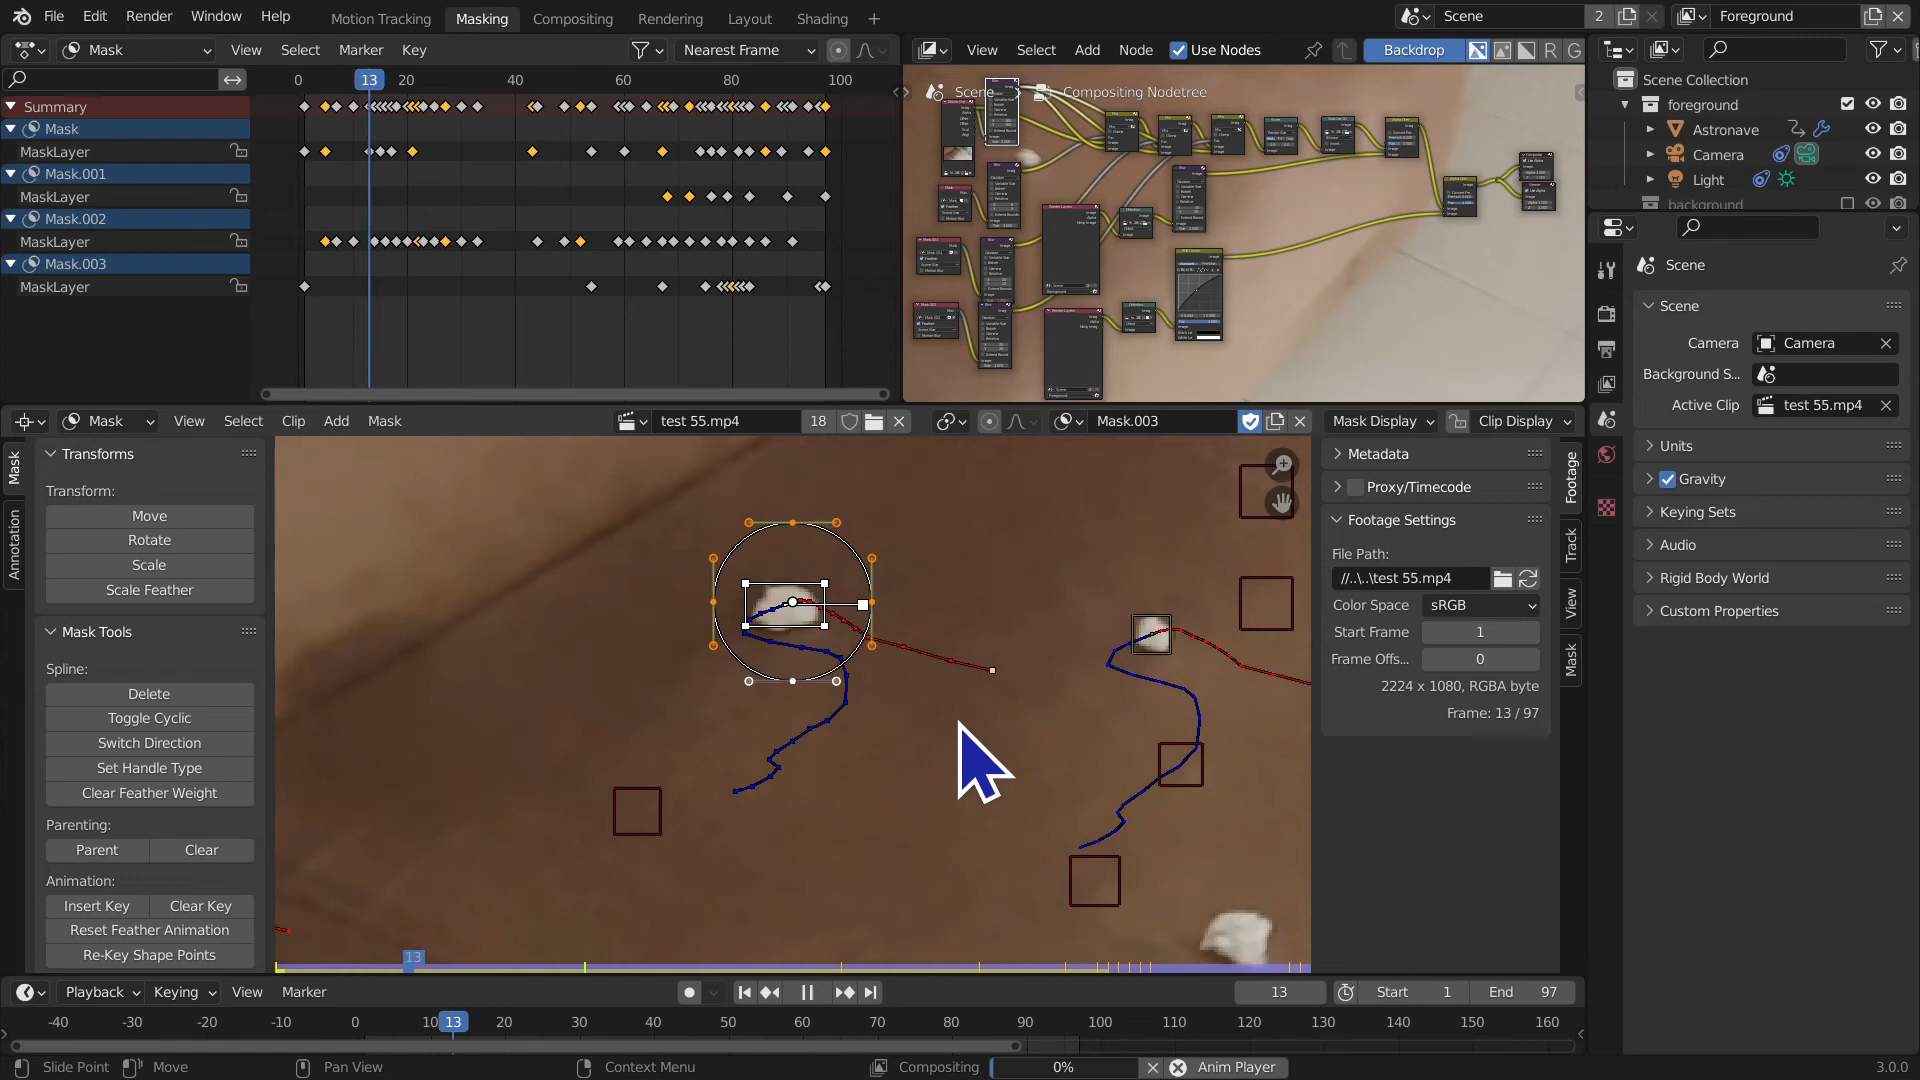 File Edit Render Window Help Motion Tracking Masking Compositing Rendering Layout Shading + Scene 2 Foreground
Mask View Select Marker Key Nearest Frame View Select Add Node Use Nodes Backdrop R G
0 13 20 40 60 80 100
Scene Compositing Nodetree
Summary
Mask
MaskLayer
Mask.001
MaskLayer
Mask.002
MaskLayer
Mask.003
MaskLayer
Scene Collection
foreground
Astronave
Camera
Light
background
Scene
Scene
Camera Camera
Background S...
Active Clip test 55.mp4
Units
Gravity
Keying Sets
Audio
Rigid Body World
Custom Properties
Mask View Select Clip Add Mask test 55.mp4 18 Mask.003 Mask Display Clip Display
Mask
Annotation
Transforms
Transform:
Move
Rotate
Scale
Scale Feather
Mask Tools
Spline:
Delete
Toggle Cyclic
Switch Direction
Set Handle Type
Clear Feather Weight
Parenting:
Parent Clear
Animation:
Insert Key Clear Key
Reset Feather Animation
Re-Key Shape Points
13
Metadata
Proxy/Timecode
Footage Settings
File Path:
//..\..\test 55.mp4
Color Space sRGB
Start Frame 1
Frame Offs... 0
2224 x 1080, RGBA byte
Frame: 13 / 97
Footage
Track
View
Mask
Playback Keying View Marker 13 Start 1 End 97
-40 -30 -20 -10 0 10 13 20 30 40 50 60 70 80 90 100 110 120 130 140 150 160
Slide Point Move Pan View Context Menu Compositing 0% Anim Player 3.0.0